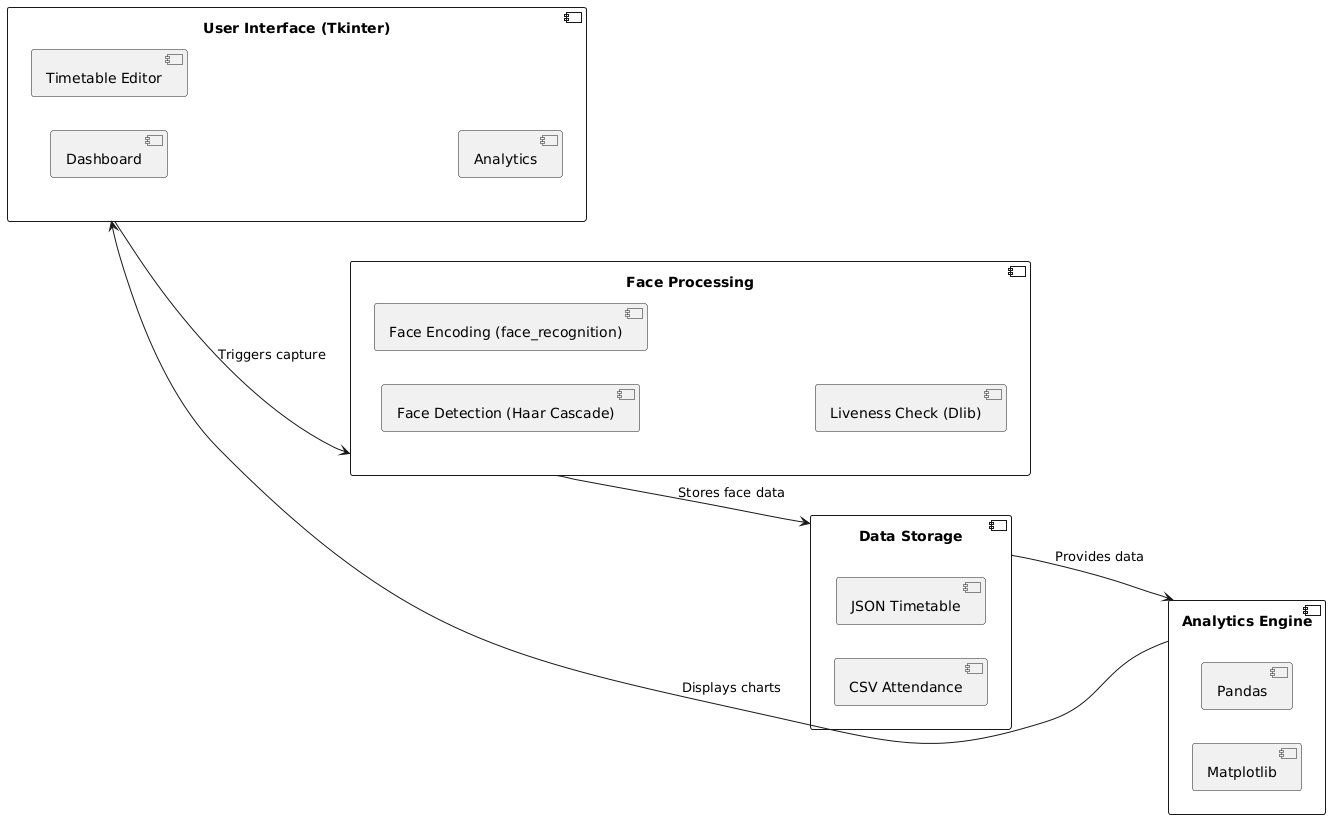 User Interface (Tkinter)
Timetable Editor
Dashboard
Analytics
Triggers capture
Face Processing
Face Encoding (face_recognition)
Face Detection (Haar Cascade)
Liveness Check (Dlib)
Stores face data
Data Storage
JSON Timetable
CSV Attendance
Provides data
Analytics Engine
Pandas
Matplotlib
Displays charts